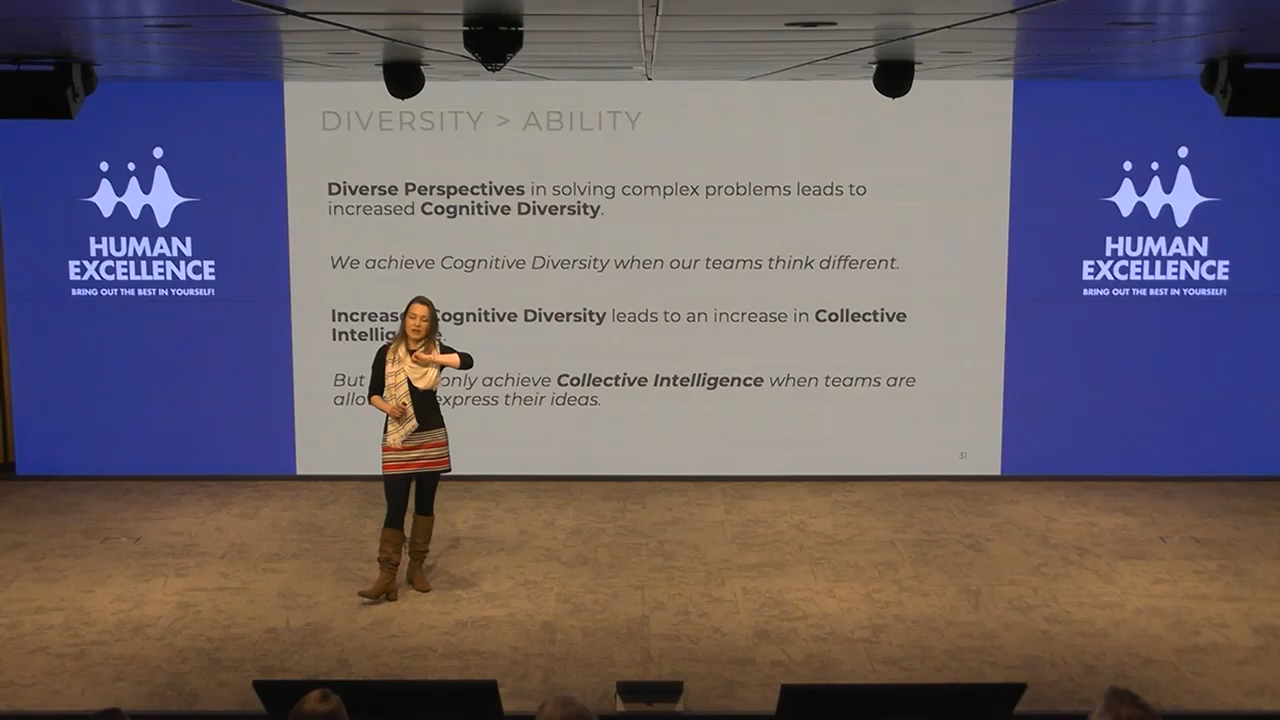 DIVERSITY > ABILITY
Diverse Perspectives in solving complex problems leads to
increased Cognitive Diversity.
We achieve Cognitive Diversity when our teams think different.
Cognitive Diversity leads to an increase in Collective
But only achieve Collective Intelligence when teams are
express their ideas.
31
HUMAN
EXCELLENCE
BRING OUT THE BEST IN YOURSELF!
HUMAN
EXCELLENCE
BRING OUT THE BEST IN YOURSELF!